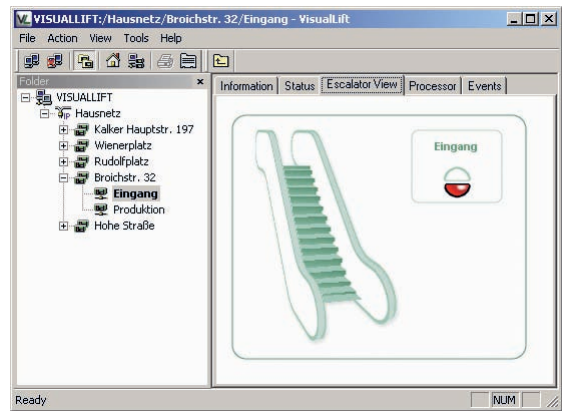 VISUALLIFT:/Hausnetz/Broichstr. 32/Eingang - VisualLift
File Action View Tools Help
Folder
VISUALLIFT
Hausnetz
Kalker Hauptstr. 197
Wienerplatz
Rudolfplatz
Broichstr. 32
Eingang
Produktion
Hohe Straße
Information Status Escalator View Processor Events
Eingang
Ready
NUM